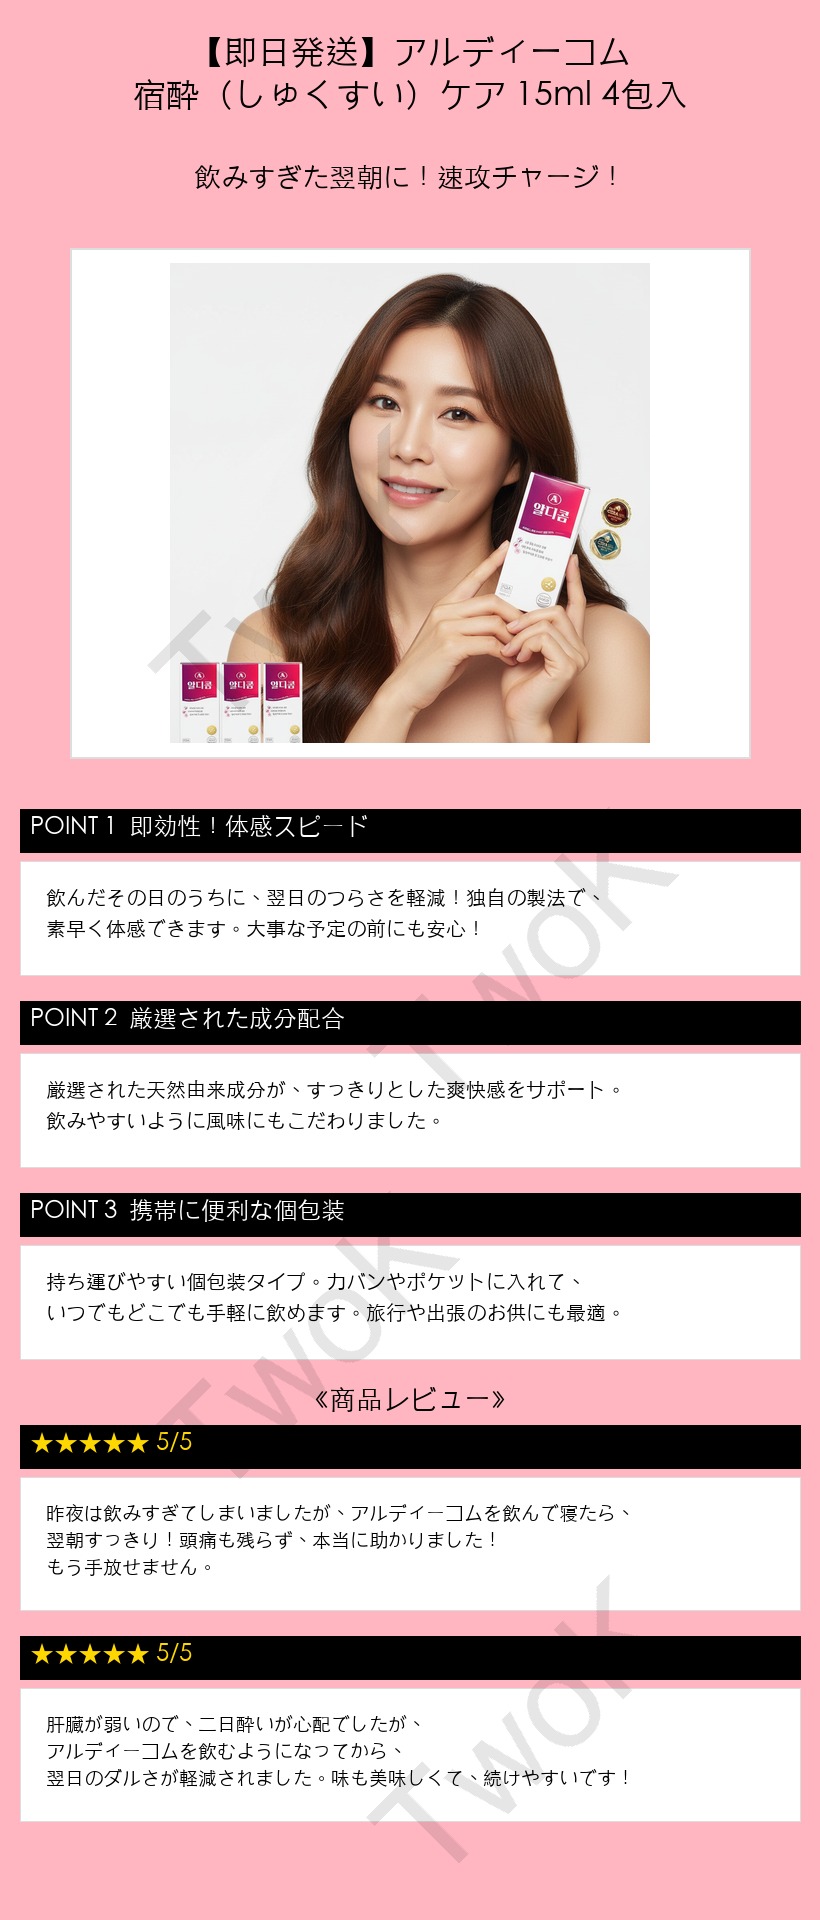 【即日発送】アルディーコム
宿酔（しゅくすい）ケア 15ml 4包入
飲みすぎた翌朝に！速攻チャージ！
알디콤
알디콤
알디콤
알디콤
POINT 1 即効性！体感スピード
飲んだその日のうちに、翌日のつらさを軽減！独自の製法で、
素早く体感できます。大事な予定の前にも安心！
POINT 2 厳選された成分配合
厳選された天然由来成分が、すっきりとした爽快感をサポート。
飲みやすいように風味にもこだわりました。
POINT 3 携帯に便利な個包装
持ち運びやすい個包装タイプ。カバンやポケットに入れて、
いつでもどこでも手軽に飲めます。旅行や出張のお供にも最適。
《商品レビュー》
★★★★★ 5/5
昨夜は飲みすぎてしまいましたが、アルディーコムを飲んで寝たら、
翌朝すっきり！頭痛も残らず、本当に助かりました！
もう手放せません。
★★★★★ 5/5
肝臓が弱いので、二日酔いが心配でしたが、
アルディーコムを飲むようになってから、
翌日のダルさが軽減されました。味も美味しくて、続けやすいです！
TwoK
TwoK
TwoK
TwoK